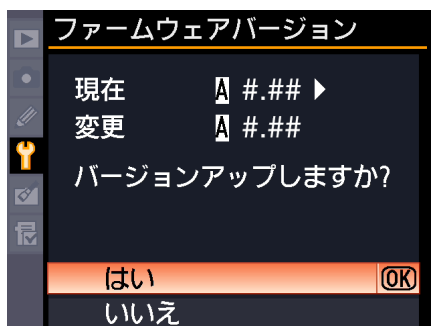 ファームウェアバージョン
現在 A #.## ▶
変更 A #.##
バージョンアップしますか?
はい OK
いいえ